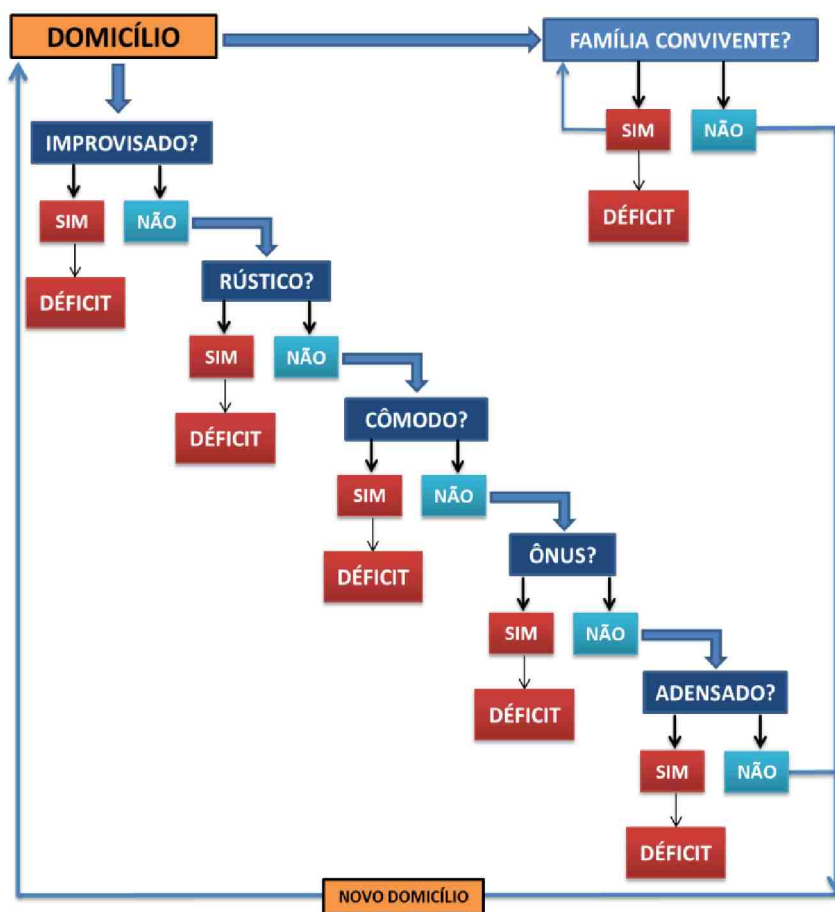 DOMICÍLIO
FAMÍLIA CONVIVENTE?
SIM
NÃO
DÉFICIT
IMPROVISADO?
SIM
NÃO
DÉFICIT
RÚSTICO?
SIM
NÃO
DÉFICIT
CÔMODO?
SIM
NÃO
DÉFICIT
ÔNUS?
SIM
NÃO
DÉFICIT
ADENSADO?
SIM
NÃO
DÉFICIT
NOVO DOMICÍLIO